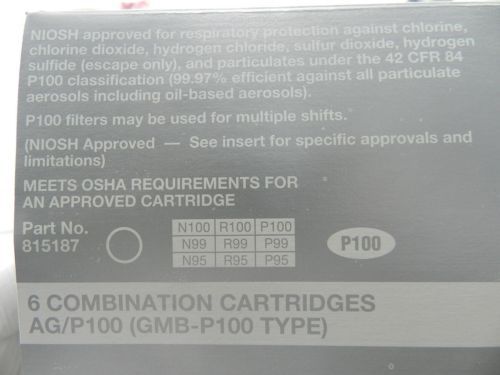 NIOSH approved for respiratory protection against chlorine,
chlorine dioxide, hydrogen chloride, sulfur dioxide, hydrogen
sulfide (escape only), and particulates under the 42 CFR 84
P100 classification (99.97% efficient against all particulate
aerosols including oil-based aerosols).
P100 filters may be used for multiple shifts.
(NIOSH Approved — See insert for specific approvals and
limitations)
MEETS OSHA REQUIREMENTS FOR
AN APPROVED CARTRIDGE
Part No.
815187
N100 R100 P100
N99 R99 P99
N95 R95 P95
P100
6 COMBINATION CARTRIDGES
AG/P100 (GMB-P100 TYPE)